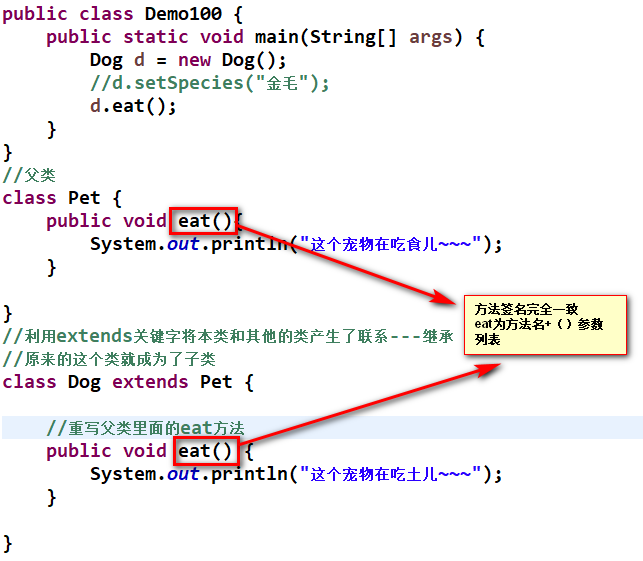 public class Demo100 {
    public static void main(String[] args) {
        Dog d = new Dog();
        //d.setSpecies("金毛");
        d.eat();
    }
}
//父类
class Pet {
    public void eat(){
        System.out.println("这个宠物在吃食儿~~~");
    }

}
//利用extends关键字将本类和其他的类产生了联系---继承
//原来的这个类就成为了子类
class Dog extends Pet {

    //重写父类里面的eat方法
    public void eat() {
        System.out.println("这个宠物在吃土儿~~~");
    }

}
方法签名完全一致
eat为方法名+（）参数
列表